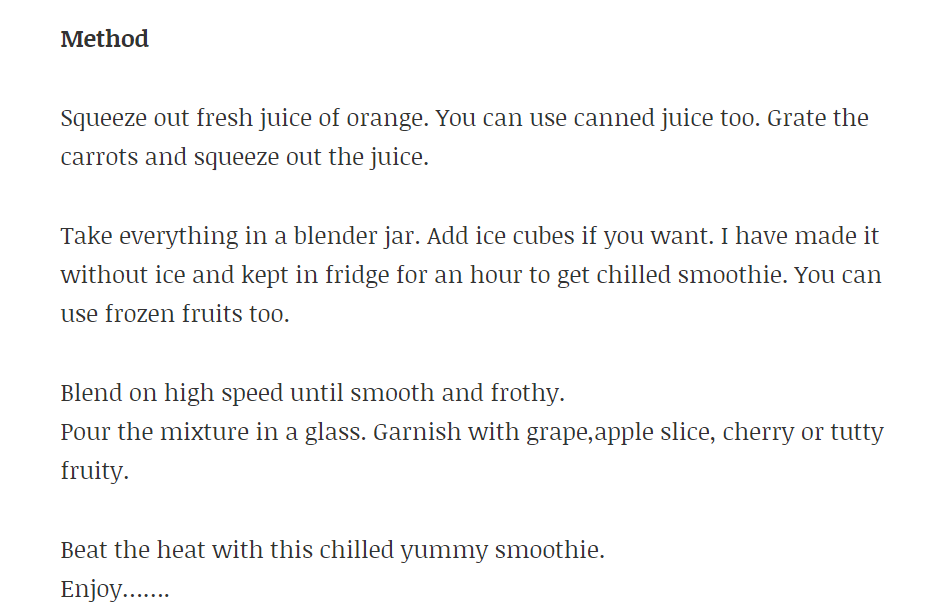 Method
Squeeze out fresh juice of orange. You can use canned juice too. Grate the
carrots and squeeze out the juice.
Take everything in a blender jar. Add ice cubes if you want. I have made it
without ice and kept in fridge for an hour to get chilled smoothie. You can
use frozen fruits too.
Blend on high speed until smooth and frothy.
Pour the mixture in a glass. Garnish with grape,apple slice, cherry or tutty
fruity.
Beat the heat with this chilled yummy smoothie.
Enjoy…….